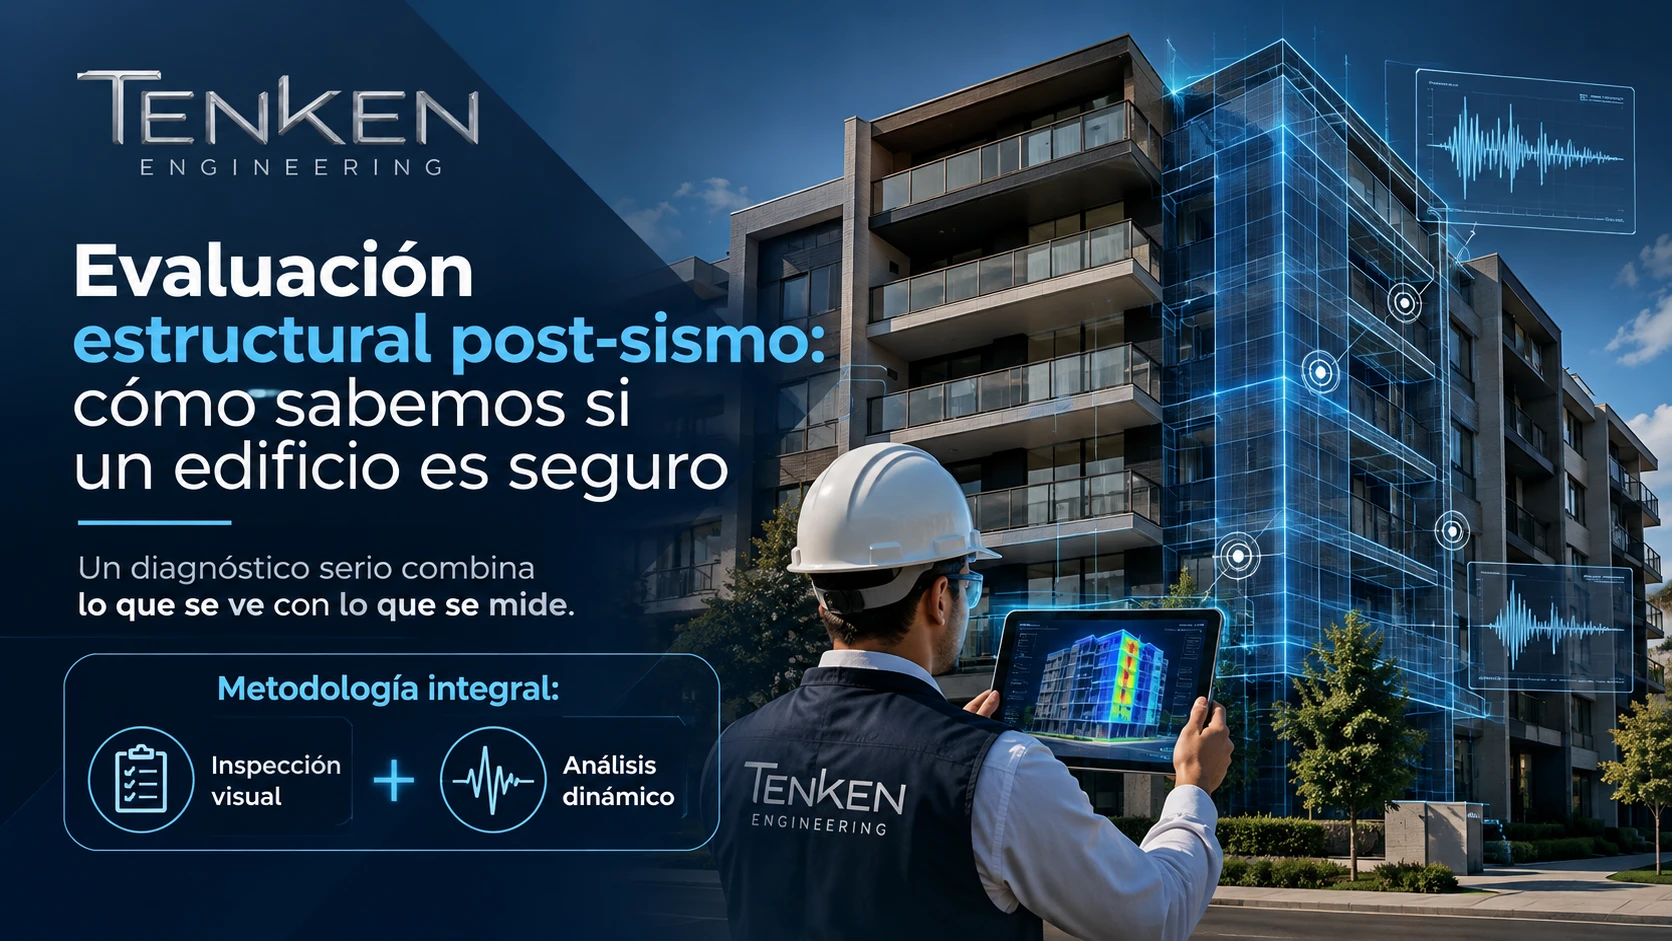 TENKEN
ENGINEERING
Evaluación
estructural post-sismo:
cómo sabemos si
un edificio es seguro
Un diagnóstico serio combina
lo que se ve con lo que se mide.
Metodología integral:
Inspección
visual
+
Análisis
dinámico
TENKEN
ENGINEERING